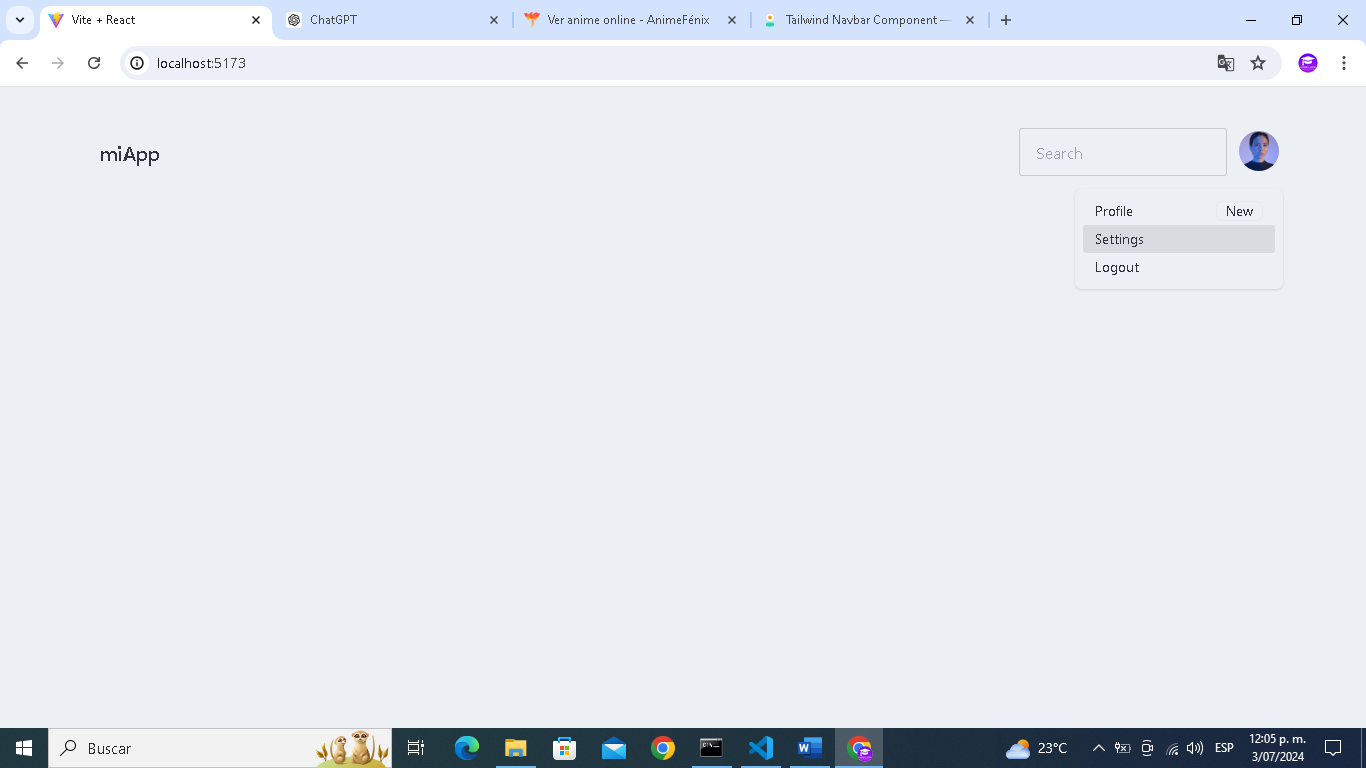 Vite + React
ChatGPT
Ver anime online - AnimeFénix
Tailwind Navbar Component —
localhost:5173
miApp
Search
Profile New
Settings
Logout
Buscar
23°C
ESP
12:05 p. m.
3/07/2024